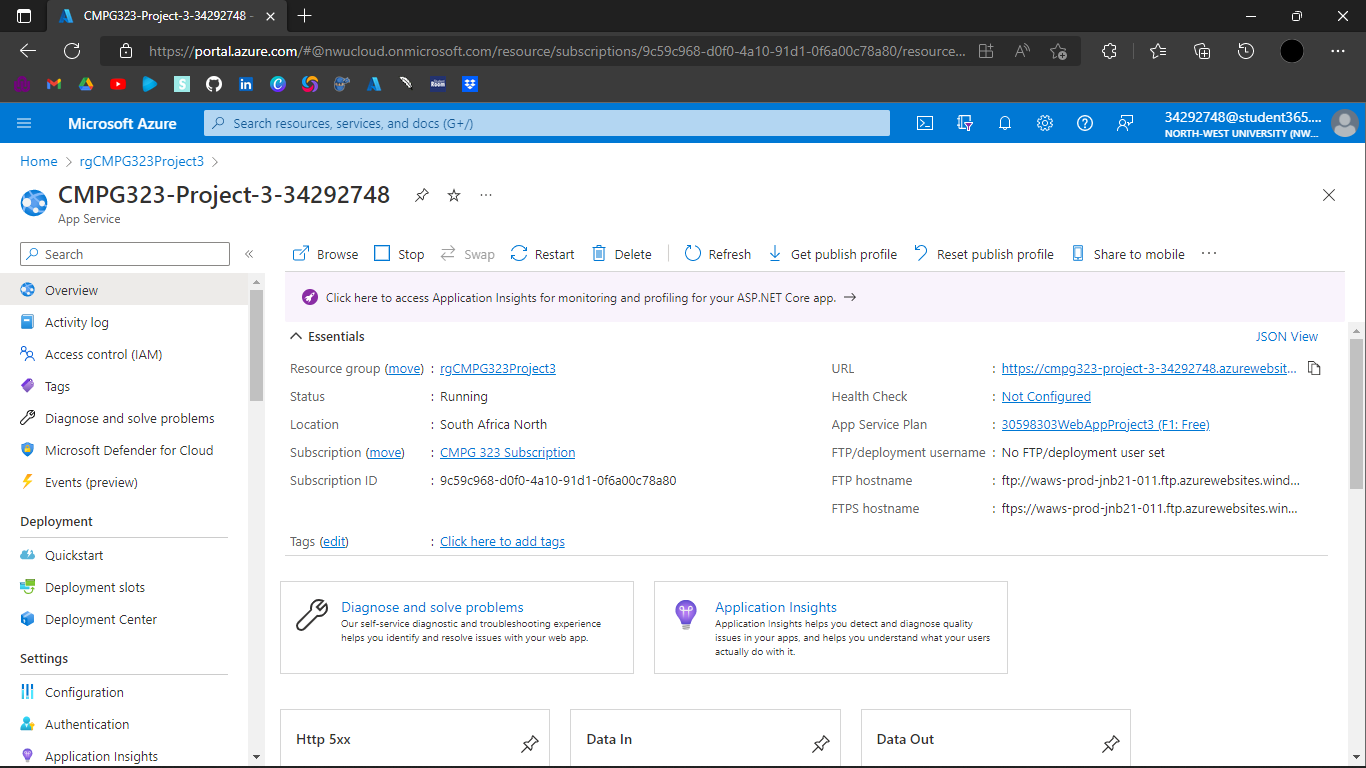 CMPG323-Project-3-34292748 -
https://portal.azure.com/#@nwucloud.onmicrosoft.com/resource/subscriptions/9c59c968-d0f0-4a10-91d1-0f6a00c78a80/resource...
Microsoft Azure
Search resources, services, and docs (G+/)
34292748@student365....
NORTH-WEST UNIVERSITY (NW...
Home > rgCMPG323Project3 >
CMPG323-Project-3-34292748
App Service
Search
Browse Stop Swap Restart Delete Refresh Get publish profile Reset publish profile Share to mobile
Overview
Activity log
Access control (IAM)
Tags
Diagnose and solve problems
Microsoft Defender for Cloud
Events (preview)
Deployment
Quickstart
Deployment slots
Deployment Center
Settings
Configuration
Authentication
Application Insights
Click here to access Application Insights for monitoring and profiling for your ASP.NET Core app.
Essentials
JSON View
Resource group (move) : rgCMPG323Project3
Status : Running
Location : South Africa North
Subscription (move) : CMPG 323 Subscription
Subscription ID : 9c59c968-d0f0-4a10-91d1-0f6a00c78a80
URL : https://cmpg323-project-3-34292748.azurewebsit...
Health Check : Not Configured
App Service Plan : 30598303WebAppProject3 (F1: Free)
FTP/deployment username : No FTP/deployment user set
FTP hostname : ftp://waws-prod-jnb21-011.ftp.azurewebsites.wind...
FTPS hostname : ftps://waws-prod-jnb21-011.ftp.azurewebsites.win...
Tags (edit) : Click here to add tags
Diagnose and solve problems
Our self-service diagnostic and troubleshooting experience
helps you identify and resolve issues with your web app.
Application Insights
Application Insights helps you detect and diagnose quality
issues in your apps, and helps you understand what your users
actually do with it.
Http 5xx
Data In
Data Out